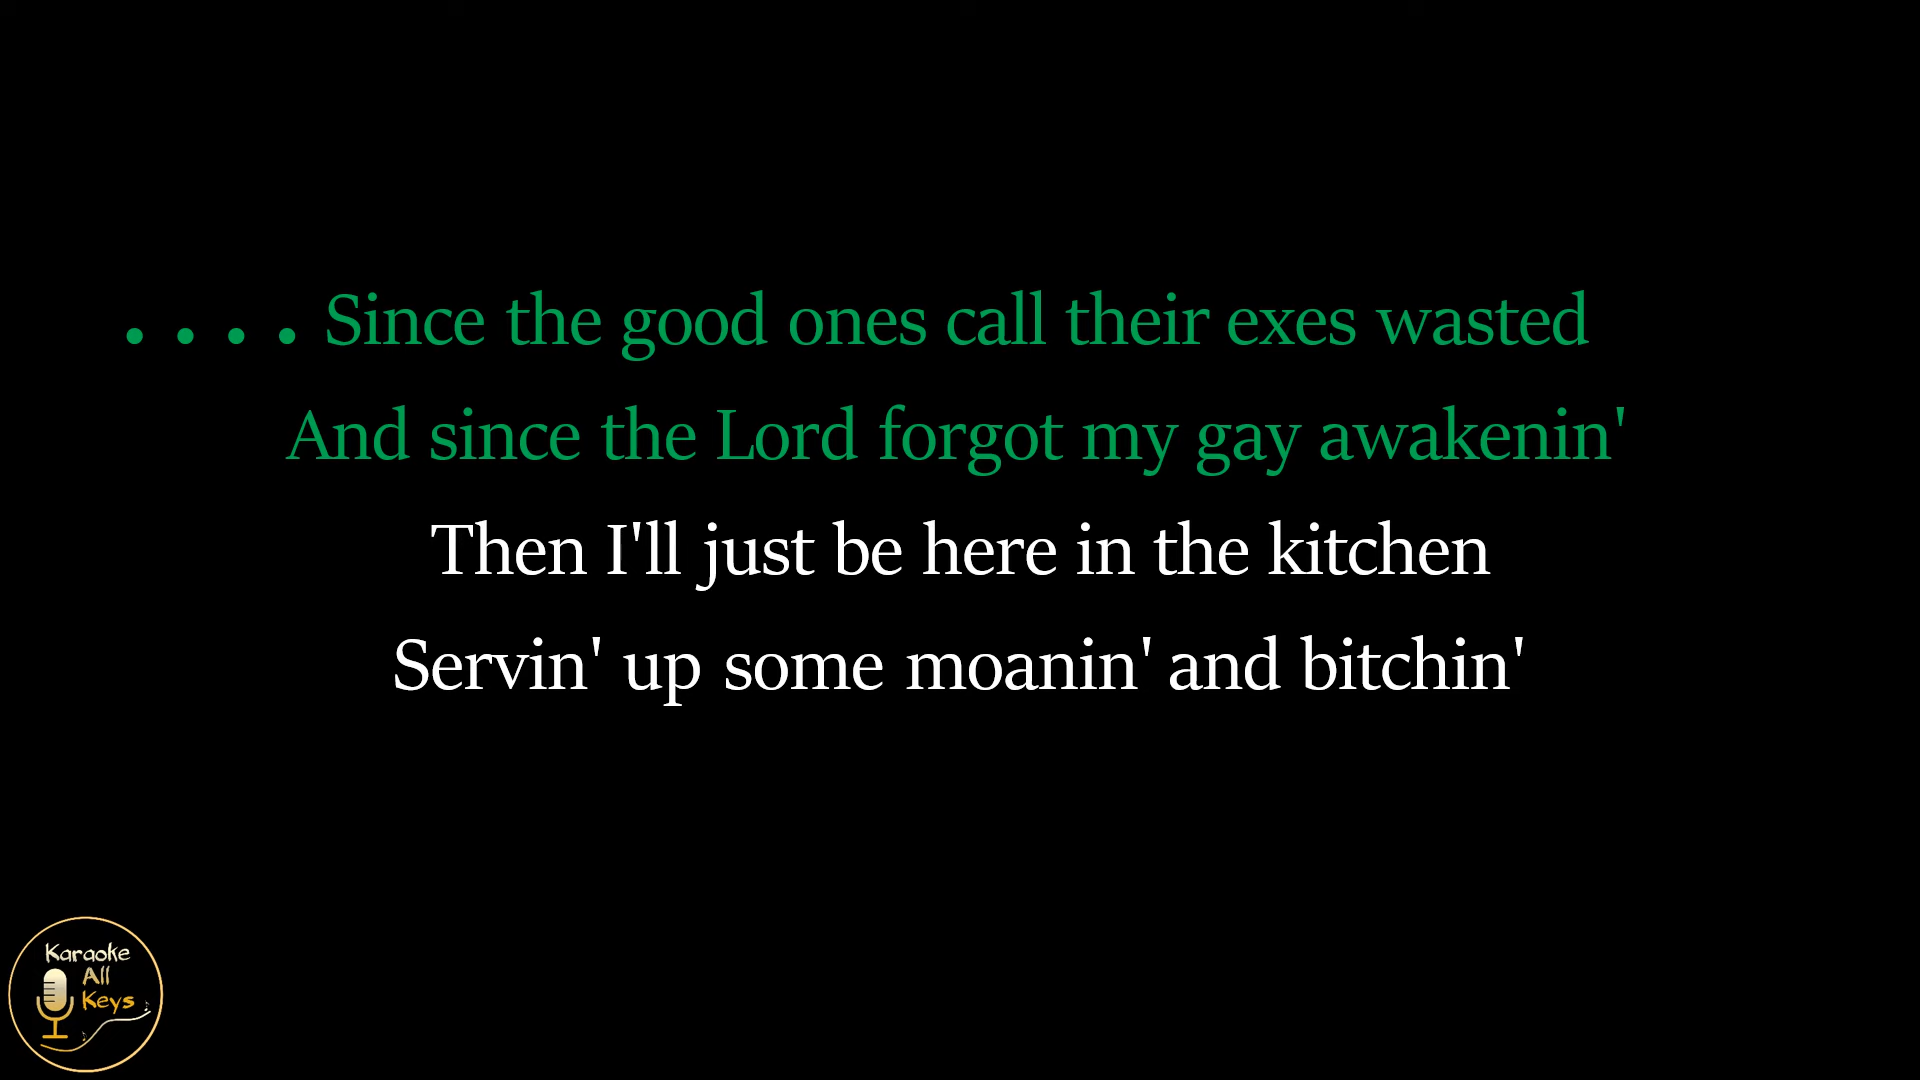 . . . . Since the good ones call their exes wasted
And since the Lord forgot my gay awakenin'
Then I'll just be here in the kitchen
Servin' up some moanin' and bitchin'
Karaoke
All
Keys